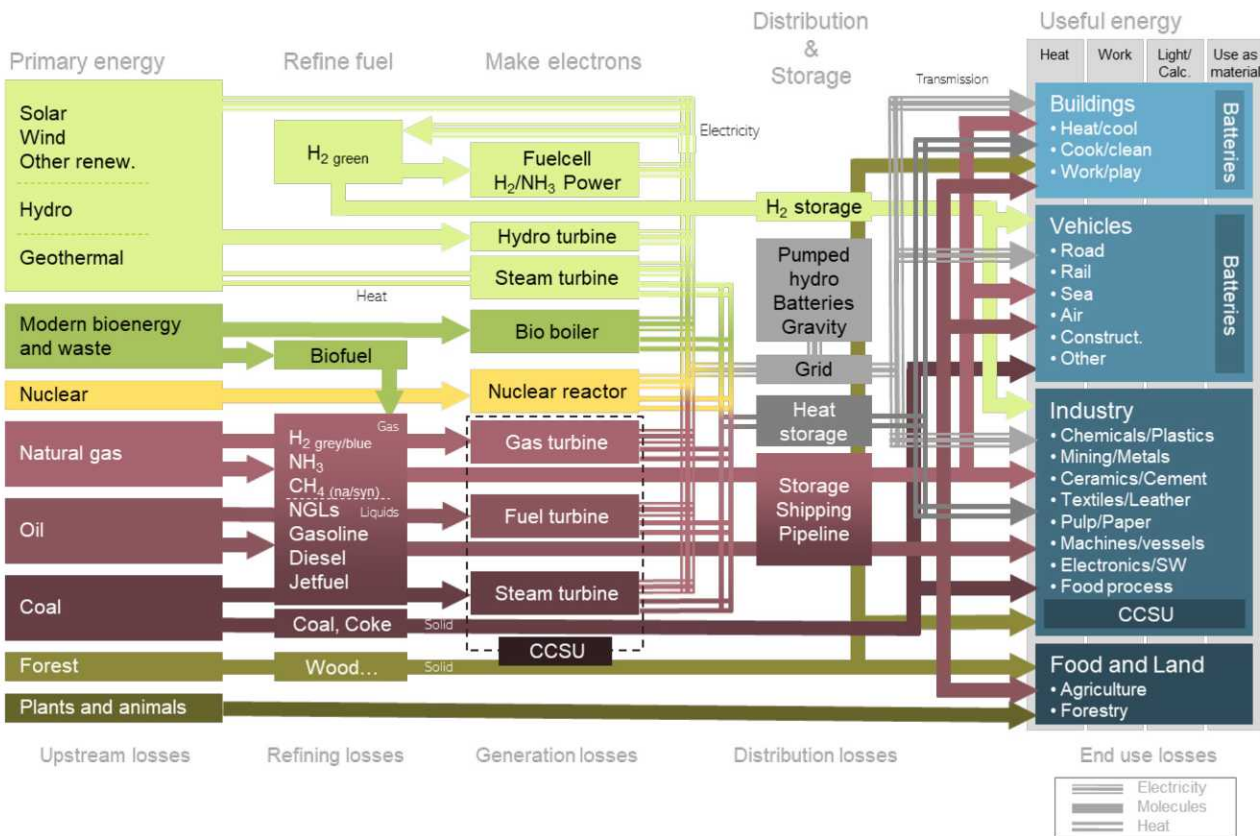 Primary energy
Refine fuel
Make electrons
Distribution
&
Storage
Useful energy
Heat
Work
Light/
Calc.
Use as
material
Transmission
Solar
Wind
Other renew.
Hydro
Geothermal
H2 green
Electricity
Fuelcell
H2/NH3 Power
Hydro turbine
Steam turbine
Heat
H2 storage
Pumped
hydro
Batteries
Gravity
Grid
Heat
storage
Storage
Shipping
Pipeline
Modern bioenergy
and waste
Biofuel
Bio boiler
Nuclear
Nuclear reactor
Natural gas
Gas
H2 grey/blue
NH3
CH4 (na/syn)
NGLs
Liquids
Gasoline
Diesel
Jetfuel
Gas turbine
Oil
Fuel turbine
Coal
Steam turbine
Coal, Coke
Solid
CCSU
Forest
Wood...
Solid
Plants and animals
Buildings
• Heat/cool
• Cook/clean
• Work/play
Batteries
Vehicles
• Road
• Rail
• Sea
• Air
• Construct.
• Other
Batteries
Industry
• Chemicals/Plastics
• Mining/Metals
• Ceramics/Cement
• Textiles/Leather
• Pulp/Paper
• Machines/vessels
• Electronics/SW
• Food process
CCSU
Food and Land
• Agriculture
• Forestry
Upstream losses
Refining losses
Generation losses
Distribution losses
End use losses
Electricity
Molecules
Heat